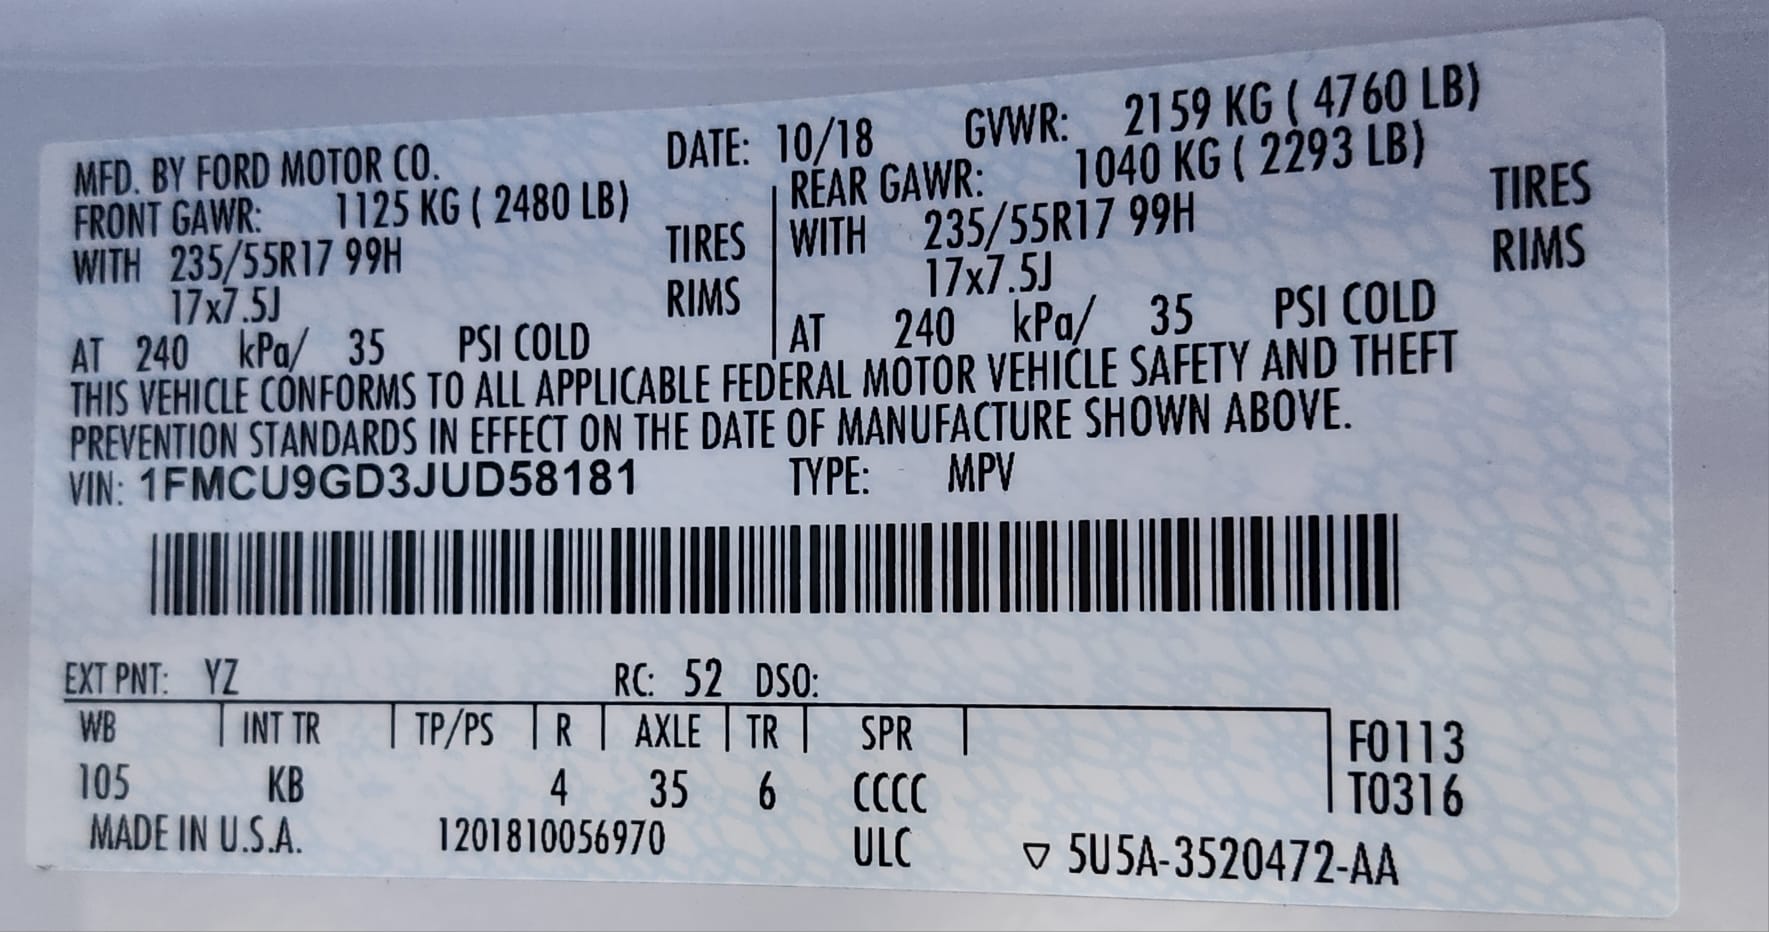 MFD. BY FORD MOTOR CO. DATE: 10/18 GVWR: 2159 KG ( 4760 LB)
FRONT GAWR: 1125 KG ( 2480 LB) REAR GAWR: 1040 KG ( 2293 LB)
WITH 235/55R17 99H TIRES WITH 235/55R17 99H TIRES
17x7.5J RIMS 17x7.5J RIMS
AT 240 kPa/ 35 PSI COLD AT 240 kPa/ 35 PSI COLD
THIS VEHICLE CONFORMS TO ALL APPLICABLE FEDERAL MOTOR VEHICLE SAFETY AND THEFT
PREVENTION STANDARDS IN EFFECT ON THE DATE OF MANUFACTURE SHOWN ABOVE.
VIN: 1FMCU9GD3JUD58181 TYPE: MPV
EXT PNT: YZ RC: 52 DSO:
WB INT TR TP/PS R AXLE TR SPR F0113
105 KB 4 35 6 CCCC T0316
MADE IN U.S.A. 1201810056970 ULC ▽ 5U5A-3520472-AA